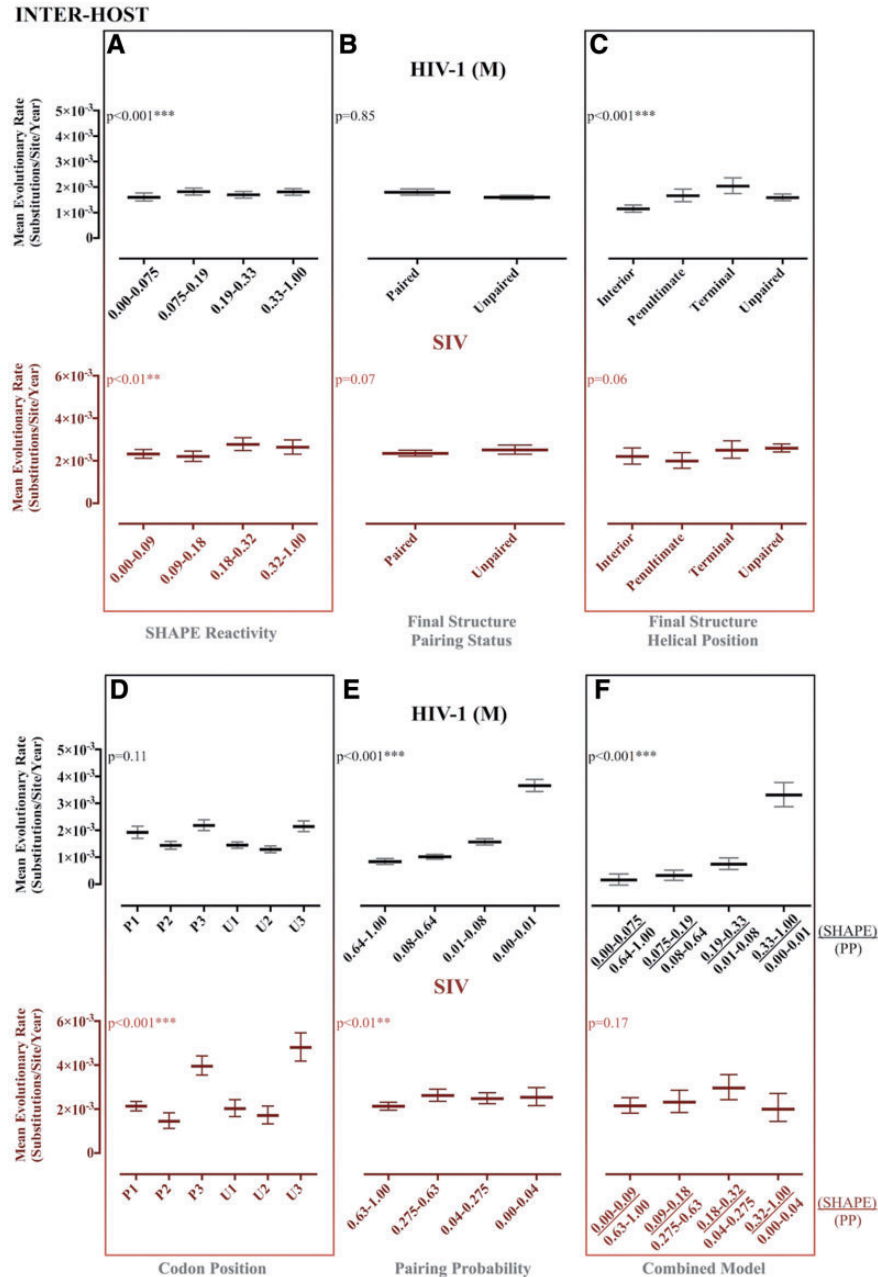 INTER-HOST
A B C
HIV-1 (M)
Mean Evolutionary Rate
(Substitutions/Site/Year)
5×10⁻³
4×10⁻³
3×10⁻³
2×10⁻³
1×10⁻³
0
p<0.001***
p=0.85
p<0.001***
0.00-0.075
0.075-0.19
0.19-0.33
0.33-1.00
Paired
Unpaired
Interior
Penultimate
Terminal
Unpaired
SIV
Mean Evolutionary Rate
(Substitutions/Site/Year)
6×10⁻³
4×10⁻³
2×10⁻³
0
p<0.01**
p=0.07
p=0.06
0.00-0.09
0.09-0.18
0.18-0.32
0.32-1.00
Paired
Unpaired
Interior
Penultimate
Terminal
Unpaired
SHAPE Reactivity
Final Structure
Pairing Status
Final Structure
Helical Position
D E F
HIV-1 (M)
Mean Evolutionary Rate
(Substitutions/Site/Year)
5×10⁻³
4×10⁻³
3×10⁻³
2×10⁻³
1×10⁻³
0
p=0.11
p<0.001***
p<0.001***
P1
P2
P3
U1
U2
U3
0.64-1.00
0.08-0.64
0.01-0.08
0.00-0.01
0.00-0.075
0.64-1.00
0.075-0.19
0.08-0.64
0.19-0.33
0.01-0.08
0.33-1.00
0.00-0.01
(SHAPE)
(PP)
SIV
Mean Evolutionary Rate
(Substitutions/Site/Year)
6×10⁻³
4×10⁻³
2×10⁻³
0
p<0.001***
p<0.01**
p=0.17
P1
P2
P3
U1
U2
U3
0.63-1.00
0.275-0.63
0.04-0.275
0.00-0.04
0.00-0.09
0.63-1.00
0.09-0.18
0.275-0.63
0.18-0.32
0.04-0.275
0.32-1.00
0.00-0.04
(SHAPE)
(PP)
Codon Position
Pairing Probability
Combined Model